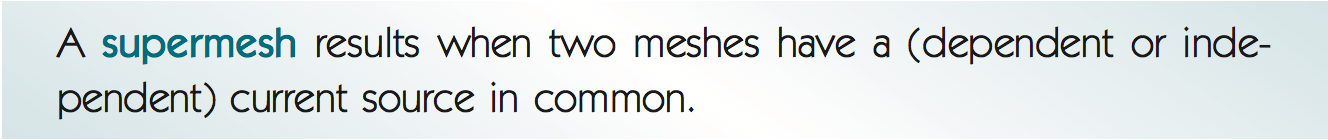 A supermesh results when two meshes have a (dependent or inde-
pendent) current source in common.